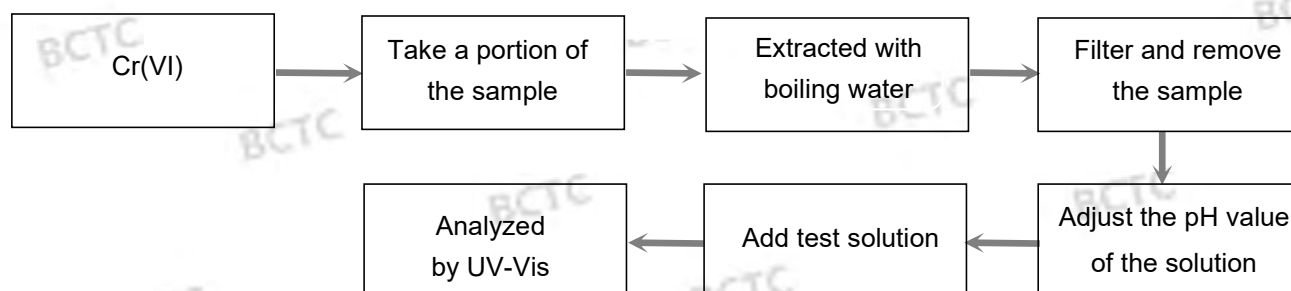 Cr(VI)
Take a portion of
the sample
Extracted with
boiling water
Filter and remove
the sample
Adjust the pH value
of the solution
Add test solution
Analyzed
by UV-Vis
BCTC
BCTC
BCTC
BCTC
BCTC